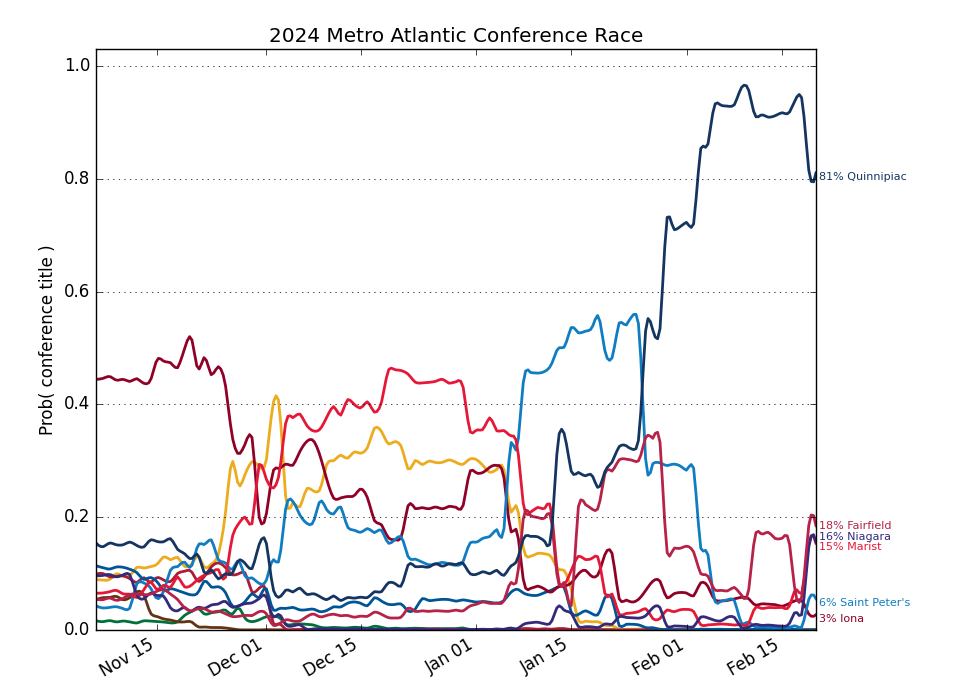 2024 Metro Atlantic Conference Race
Prob( conference title )
1.0
0.8
0.6
0.4
0.2
0.0
Nov 15
Dec 01
Dec 15
Jan 01
Jan 15
Feb 01
Feb 15
81% Quinnipiac
18% Fairfield
16% Niagara
15% Marist
6% Saint Peter's
3% Iona